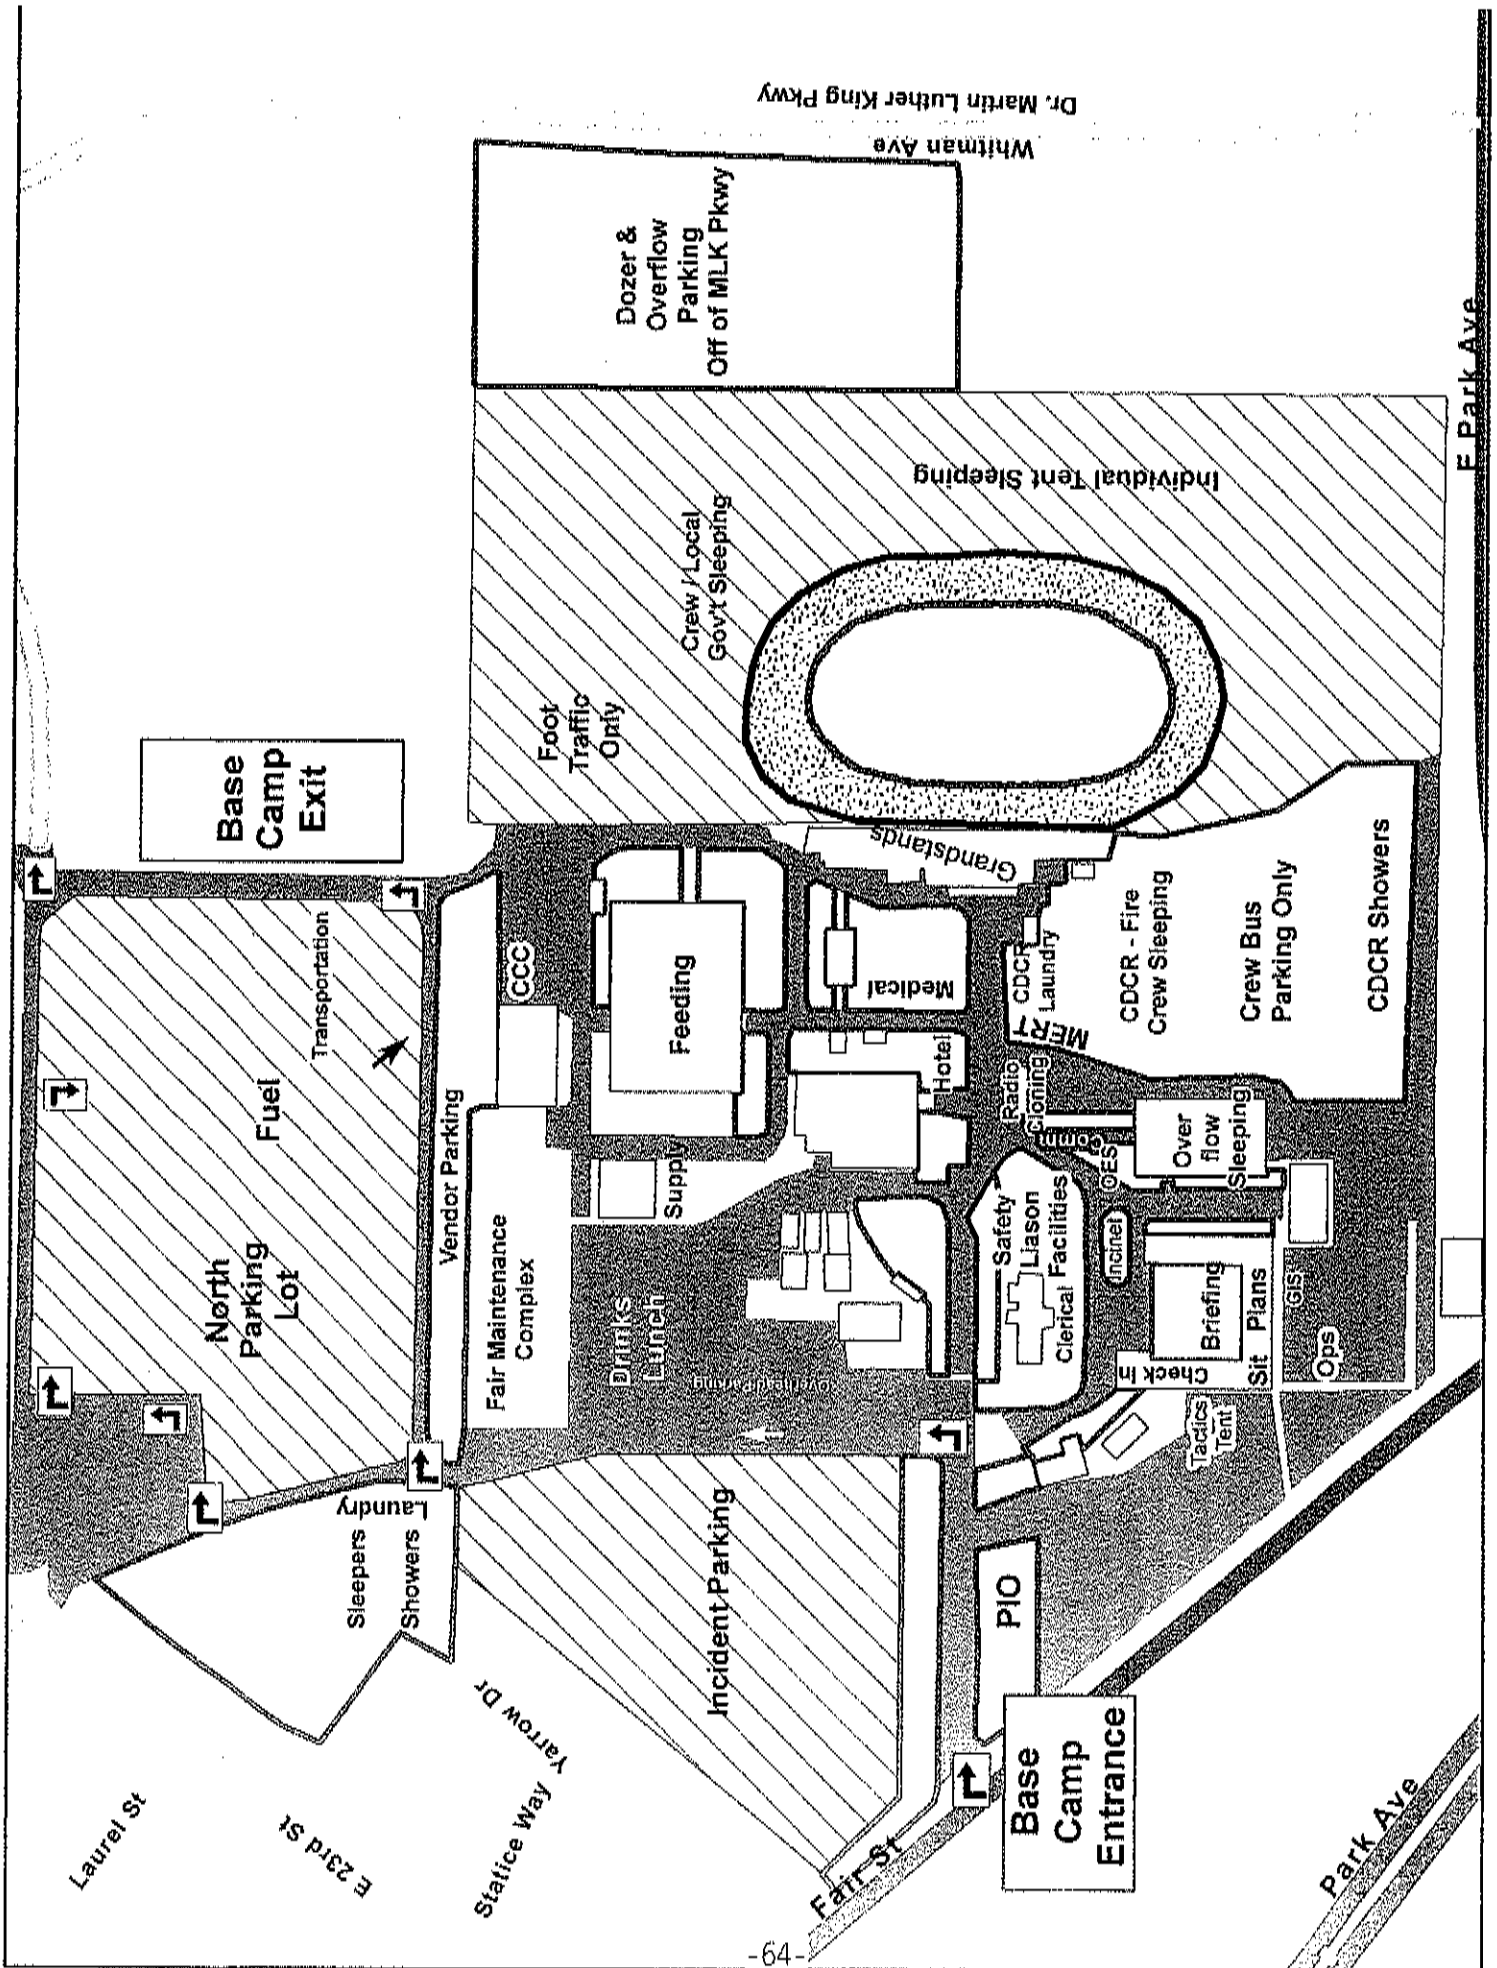 Dr. Martin Luther King Pkwy
Whitman Ave
Dozer &
Overflow
Parking
Off of MLK Pkwy
E Park Ave
Individual Tent Sleeping
Crew / Local
Gov't Sleeping
Foot
Traffic
Only
Base
Camp
Exit
Grandstands
Transportation
Fuel
North
Parking
Lot
Vendor Parking
CCC
Feeding
Medical
CDCR
Laundry
MERT
CDCR - Fire
Crew Sleeping
Crew Bus
Parking Only
CDCR Showers
Hotel
Radio
Cloning
Comm
OES
Over
flow
Sleeping
Supply
Fair Maintenance
Complex
Drinks
Lunch
Overhead Parking
Safety
Liason
Facilities
Clerical
Incinet
Briefing
Check In
Sit Plans
GIS
Ops
Tactics
Tent
Laundry
Sleepers
Showers
Incident Parking
PIO
Base
Camp
Entrance
Yarrow Dr
Statice Way
E 23rd St
Laurel St
Fair St
Park Ave
-64-